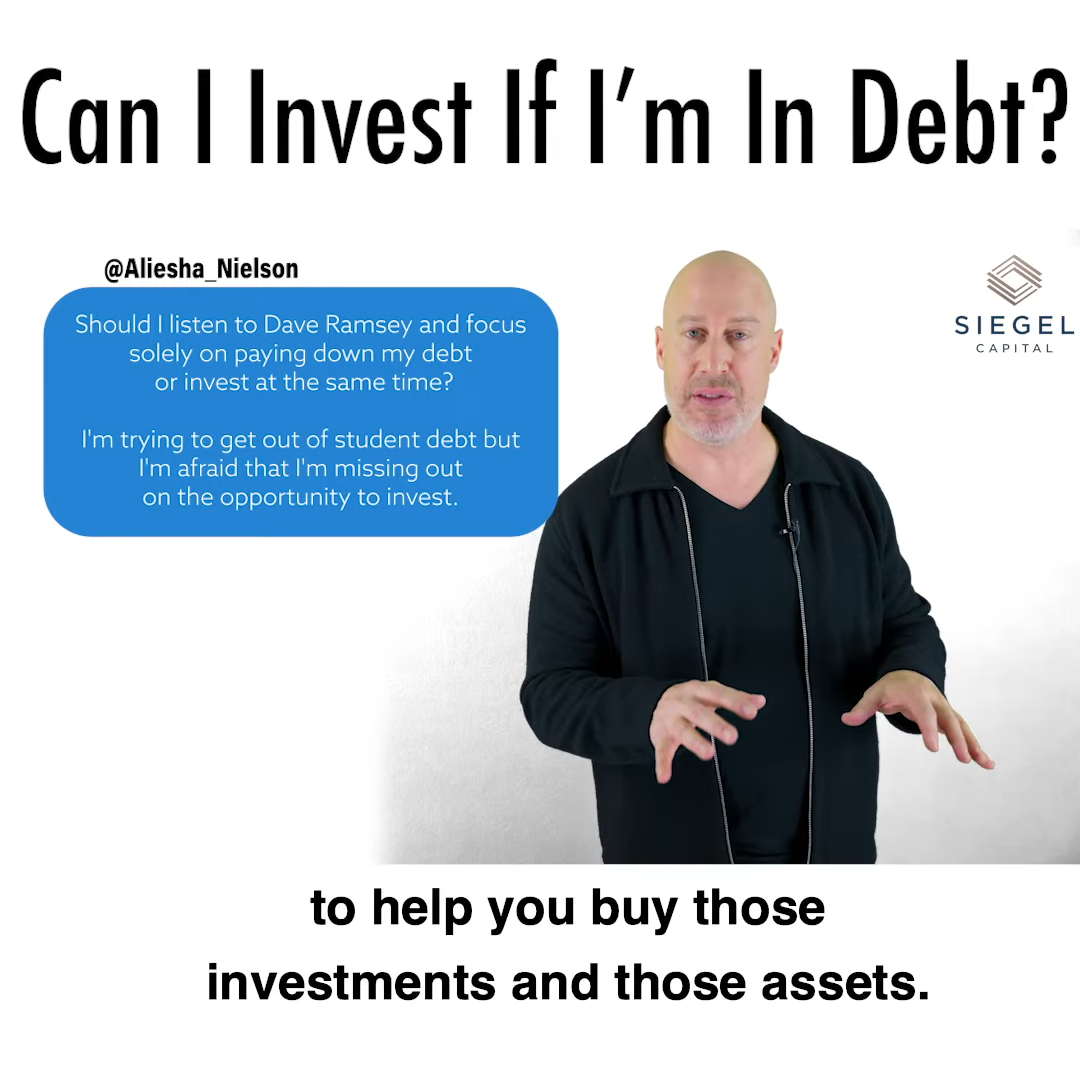 Can I Invest If I’m In Debt?
@Aliesha_Nielson
Should I listen to Dave Ramsey and focus
solely on paying down my debt
or invest at the same time?
I'm trying to get out of student debt but
I'm afraid that I'm missing out
on the opportunity to invest.
SIEGEL
CAPITAL
to help you buy those
investments and those assets.